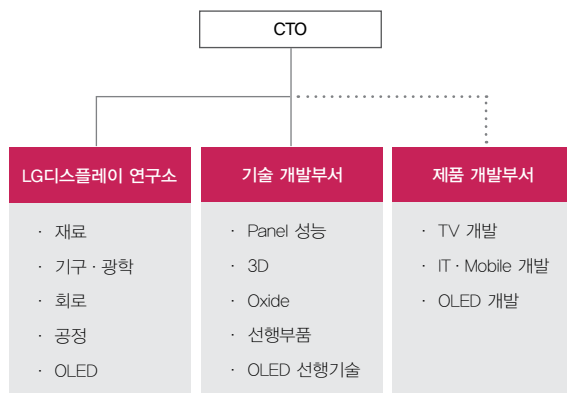 CTO
LG디스플레이 연구소
· 재료
· 기구 · 광학
· 회로
· 공정
· OLED
기술 개발부서
· Panel 성능
· 3D
· Oxide
· 선행부품
· OLED 선행기술
제품 개발부서
· TV 개발
· IT · Mobile 개발
· OLED 개발